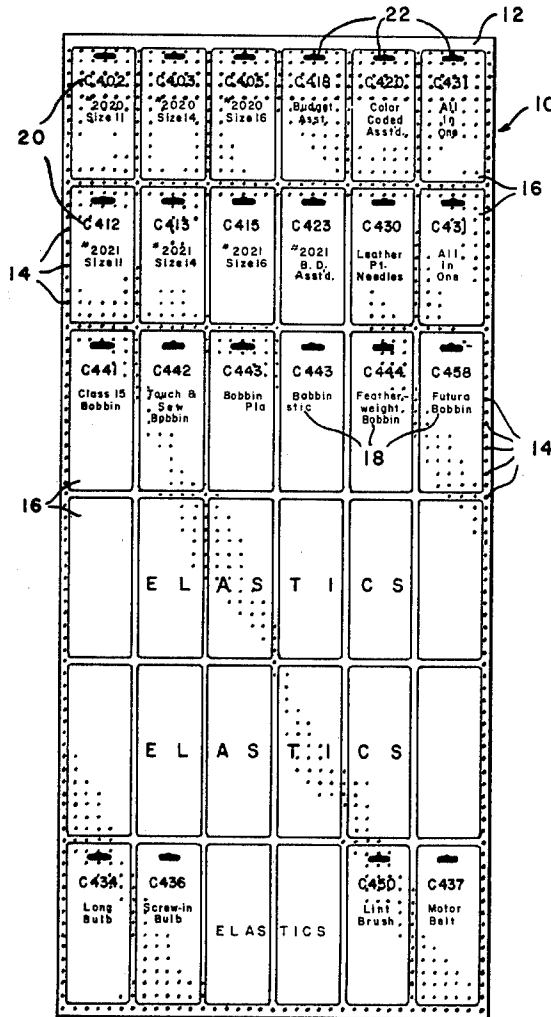 22
12
C402 C403 C405 C418 C420 C431
#2020 #2020 #2020 Budget Color All
Size 11 Size 14 Size 16 Asst. Coded In
Asst'd. One
10
20
16
C412 C413 C415 C423 C430 C431
#2021 #2021 #2021 #2021 Leather All
Size 11 Size 14 Size 16 B. D. Pt- In
Asst'd. Needles One
14
C441 C442 C443 C443 C444 C458
Class 15 Touch & Bobbin Bobbin Feather- Futura
Bobbin Sew Pla stic weight Bobbin
Bobbin Bobbin
18
14
16
ELASTICS
ELASTICS
C434 C436 C450 C437
Long Screw-in ELASTICS Lint Motor
Bulb Bulb Brush Belt